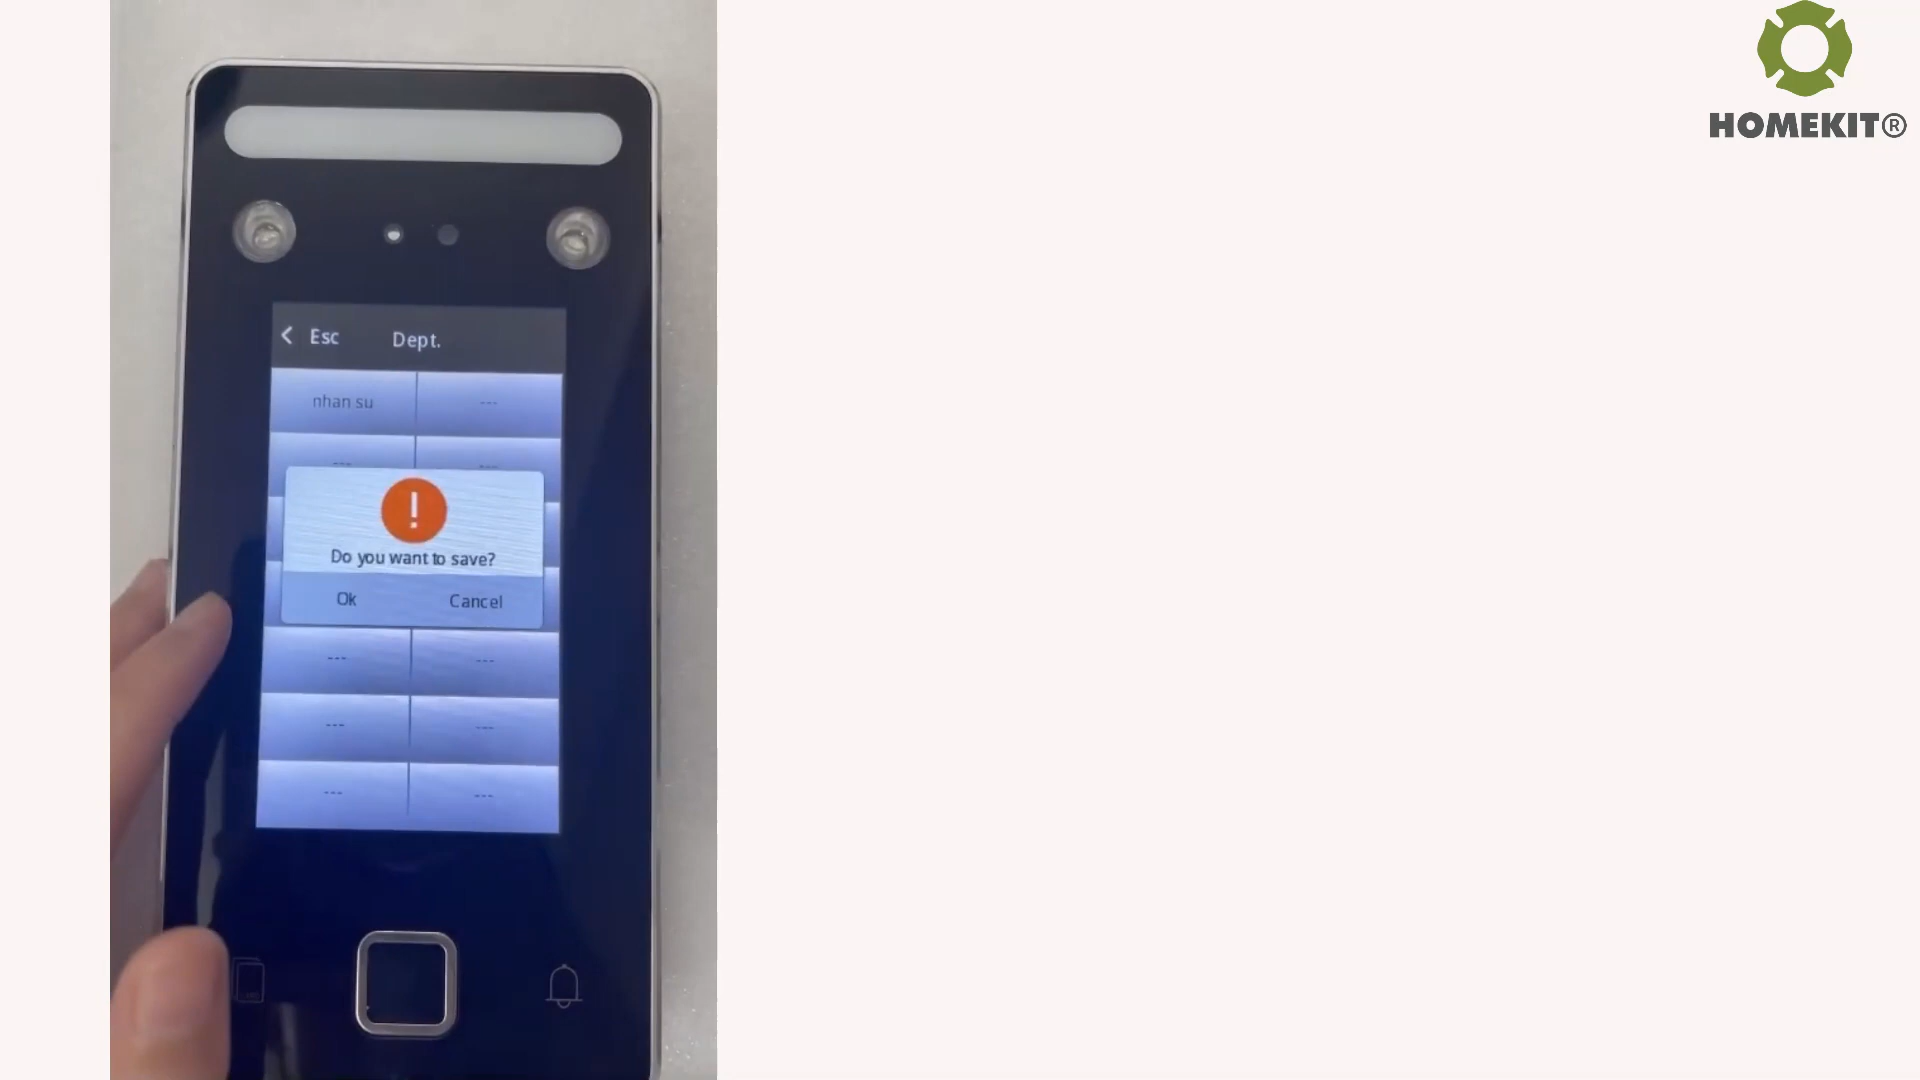 HOMEKIT®
< Esc Dept.
nhan su ---
--- ---
Do you want to save?
Ok Cancel
--- ---
--- ---
--- ---